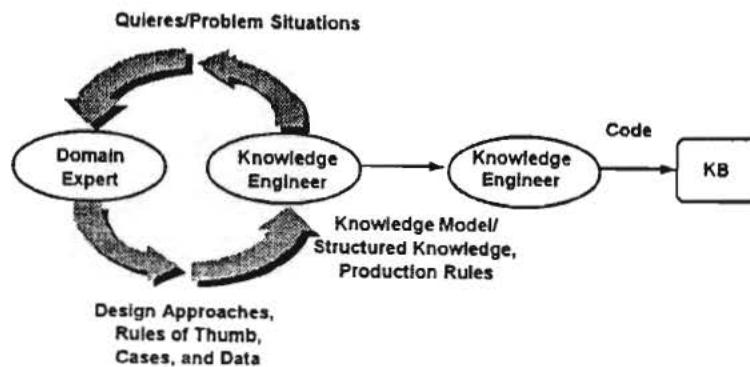 Quieres/Problem Situations
Domain
Expert
Knowledge
Engineer
Knowledge
Engineer
Code
KB
Knowledge Model/
Structured Knowledge,
Production Rules
Design Approaches,
Rules of Thumb,
Cases, and Data